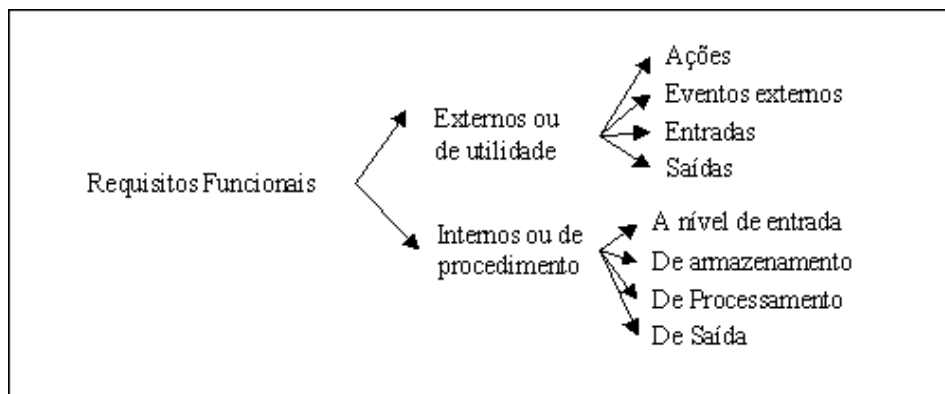 Requisitos Funcionais
Externos ou
de utilidade
Ações
Eventos externos
Entradas
Saídas
Internos ou de
procedimento
A nível de entrada
De armazenamento
De Processamento
De Saída